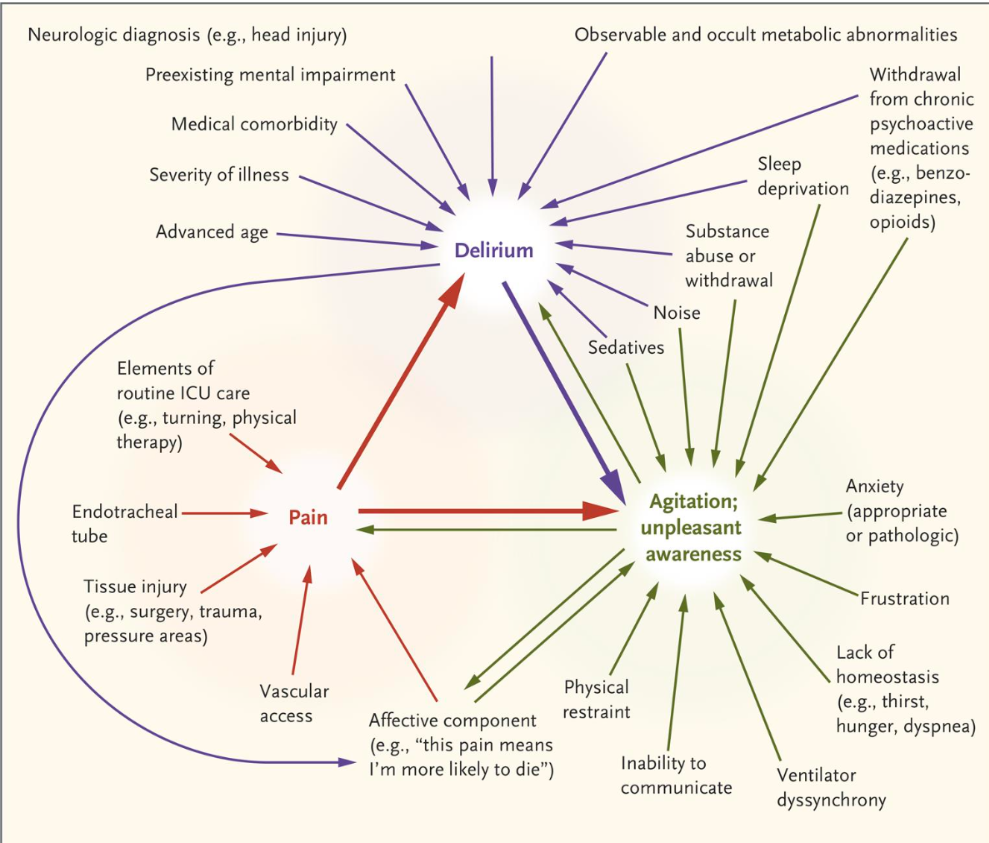 Neurologic diagnosis (e.g., head injury)
Observable and occult metabolic abnormalities
Preexisting mental impairment
Withdrawal
from chronic
psychoactive
medications
(e.g., benzo-
diazepines,
opioids)
Medical comorbidity
Sleep
deprivation
Severity of illness
Advanced age
Substance
abuse or
withdrawal
Delirium
Noise
Sedatives
Elements of
routine ICU care
(e.g., turning, physical
therapy)
Endotracheal
tube
Pain
Agitation;
unpleasant
awareness
Anxiety
(appropriate
or pathologic)
Tissue injury
(e.g., surgery, trauma,
pressure areas)
Frustration
Lack of
homeostasis
(e.g., thirst,
hunger, dyspnea)
Vascular
access
Affective component
(e.g., “this pain means
I’m more likely to die”)
Physical
restraint
Inability to
communicate
Ventilator
dyssynchrony